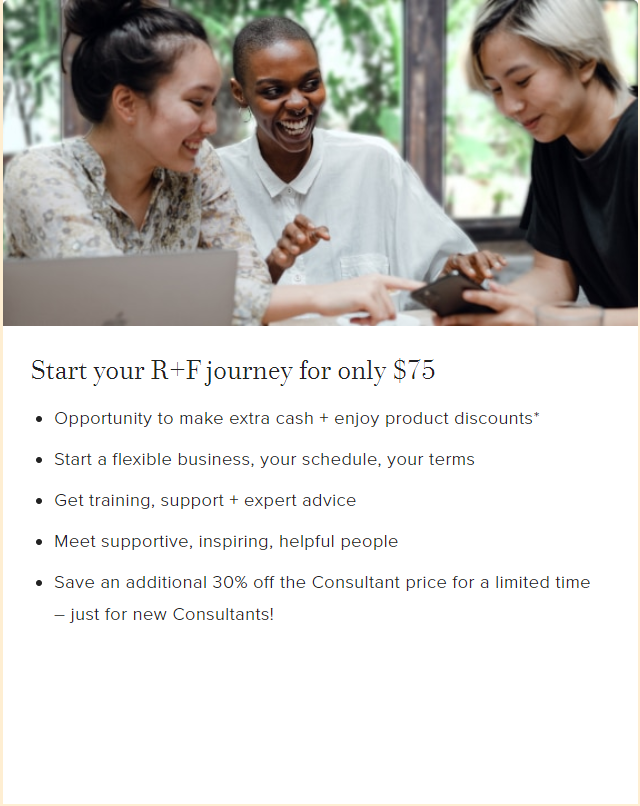 Start your R+F journey for only $75
• Opportunity to make extra cash + enjoy product discounts*
• Start a flexible business, your schedule, your terms
• Get training, support + expert advice
• Meet supportive, inspiring, helpful people
• Save an additional 30% off the Consultant price for a limited time
– just for new Consultants!